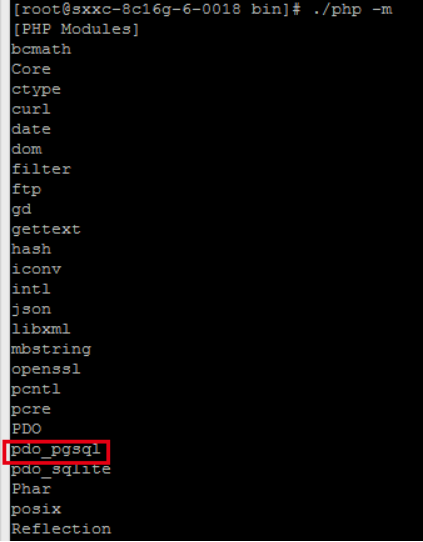 [root@sxxc-8c16g-6-0018 bin]# ./php -m
[PHP Modules]
bcmath
Core
ctype
curl
date
dom
filter
ftp
gd
gettext
hash
iconv
intl
json
libxml
mbstring
openssl
pcntl
pcre
PDO
pdo_pgsql
pdo_sqlite
Phar
posix
Reflection